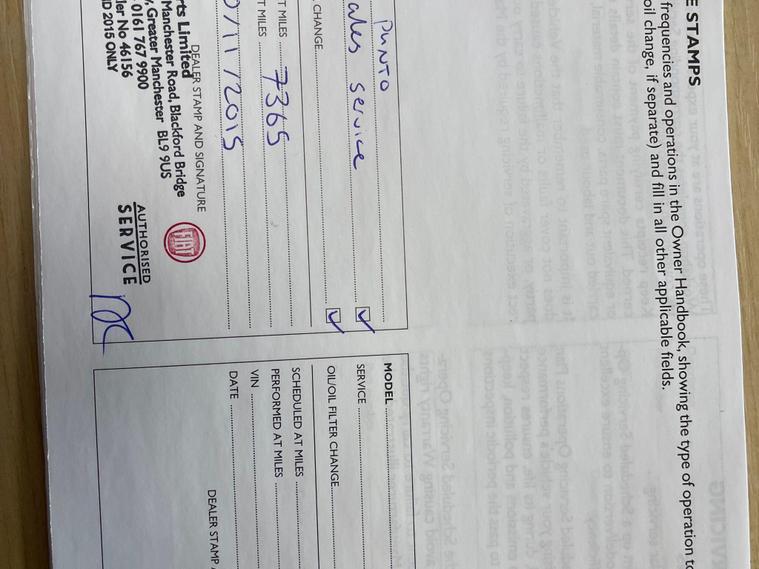 E STAMPS
frequencies and operations in the Owner Handbook, showing the type of operation to
oil change, if separate) and fill in all other applicable fields.
PUNTO
ales service ✓
CHANGE ✓
T MILES 7365
T MILES
/11/2015
DEALER STAMP AND SIGNATURE
rts Limited
Manchester Road, Blackford Bridge
, Greater Manchester BL9 9US
0161 767 9900
ler No 46156
ID 2015 ONLY
FIAT
AUTHORISED
SERVICE
MODEL
SERVICE
OIL/OIL FILTER CHANGE
SCHEDULED AT MILES
PERFORMED AT MILES
VIN
DATE
DEALER STAMP